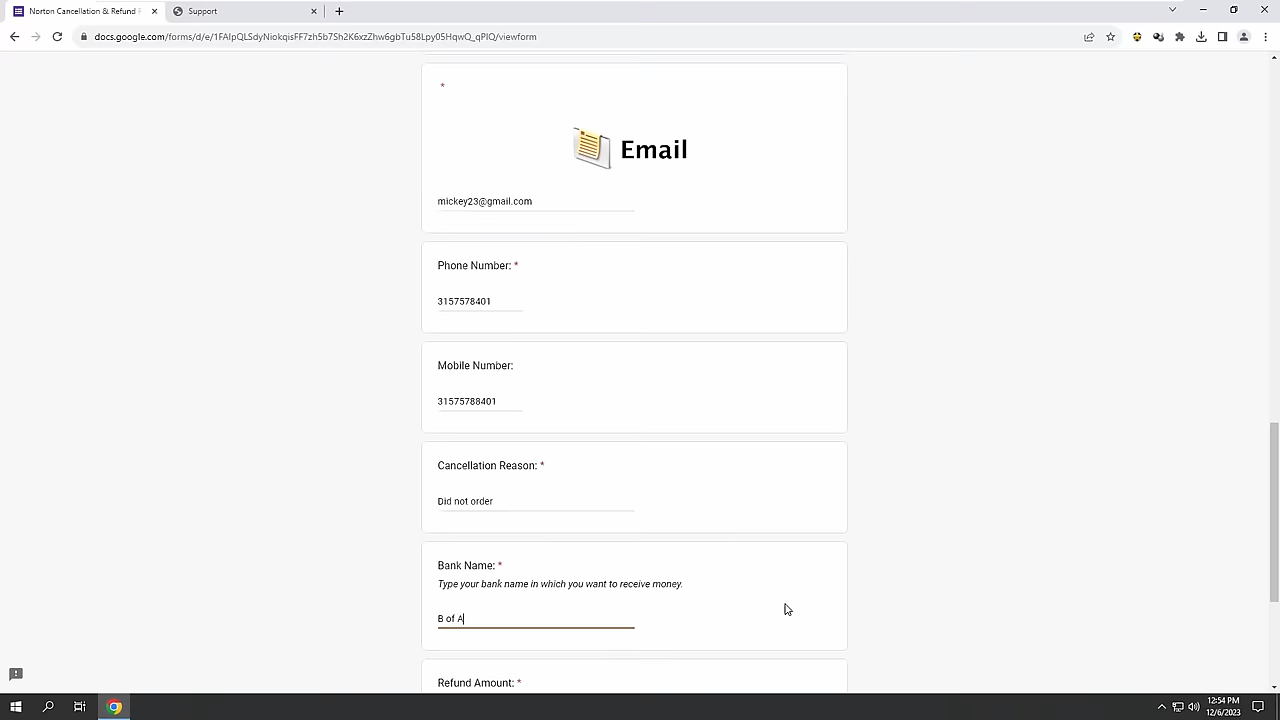 Norton Cancellation & Refund
Support
docs.google.com/forms/d/e/1FAIpQLSdyNiokqisFF7zh5b7Sh2K6xzZhw6gbTu58Lpy05HqwQ_qPIQ/viewform
*
Email
mickey23@gmail.com
Phone Number: *
3157578401
Mobile Number:
31575788401
Cancellation Reason: *
Did not order
Bank Name: *
Type your bank name in which you want to receive money.
B of A
Refund Amount: *
12:54 PM
12/6/2023